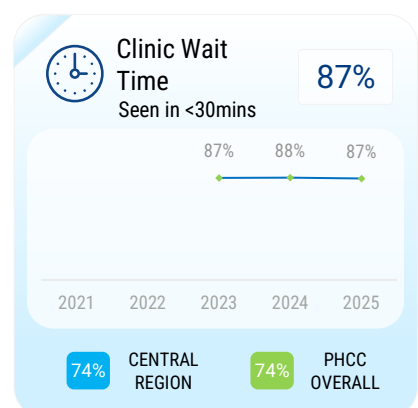 Clinic Wait
Time
Seen in <30mins
87%
87% 88% 87%
2021 2022 2023 2024 2025
74% CENTRAL REGION
74% PHCC OVERALL